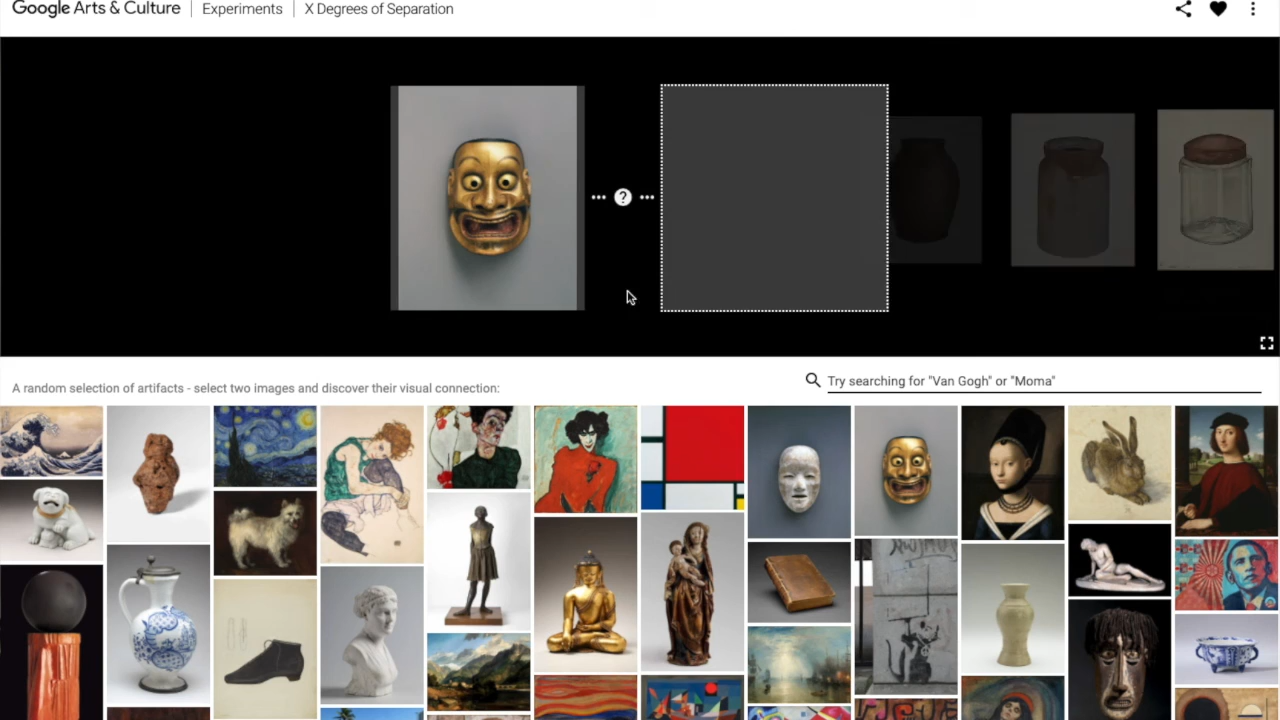 Google Arts & Culture | Experiments | X Degrees of Separation
?
A random selection of artifacts - select two images and discover their visual connection:
Try searching for "Van Gogh" or "Moma"